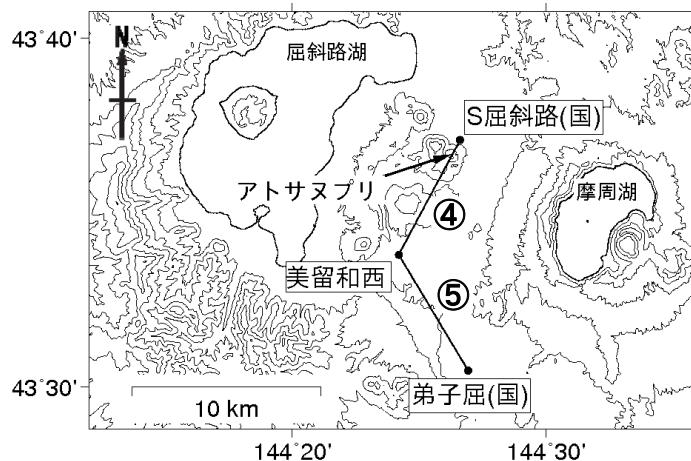 43˚40'
N
屈斜路湖
S屈斜路(国)
アトサヌプリ
摩周湖
④
美留和西
⑤
43˚30'
10 km
弟子屈(国)
144˚20'
144˚30'